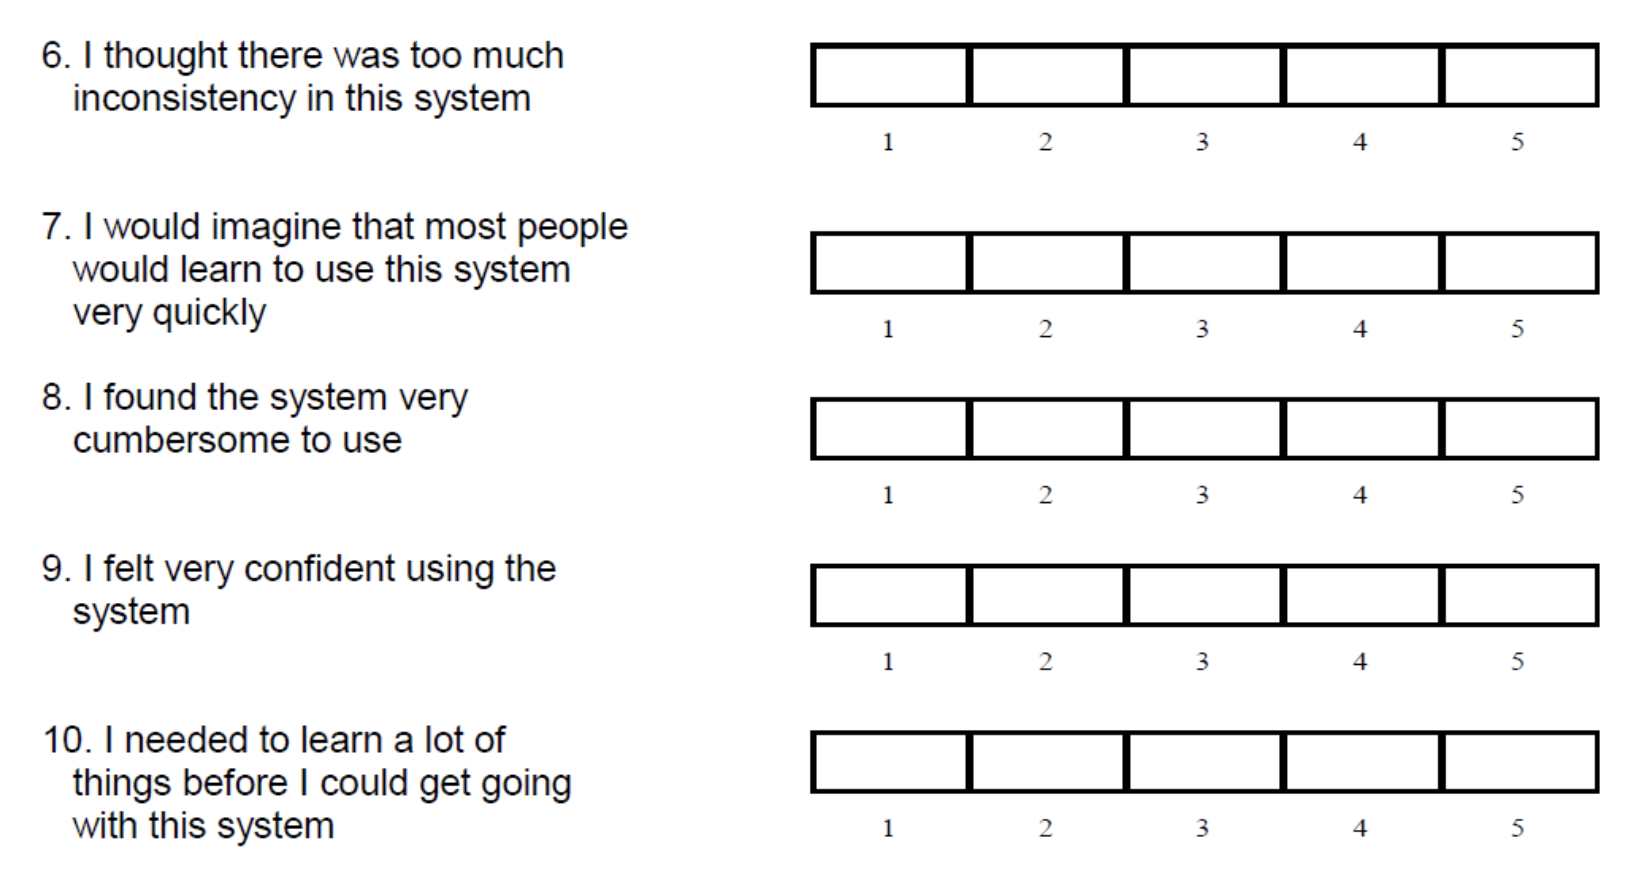 6. I thought there was too much
inconsistency in this system
1 2 3 4 5
7. I would imagine that most people
would learn to use this system
very quickly
1 2 3 4 5
8. I found the system very
cumbersome to use
1 2 3 4 5
9. I felt very confident using the
system
1 2 3 4 5
10. I needed to learn a lot of
things before I could get going
with this system
1 2 3 4 5